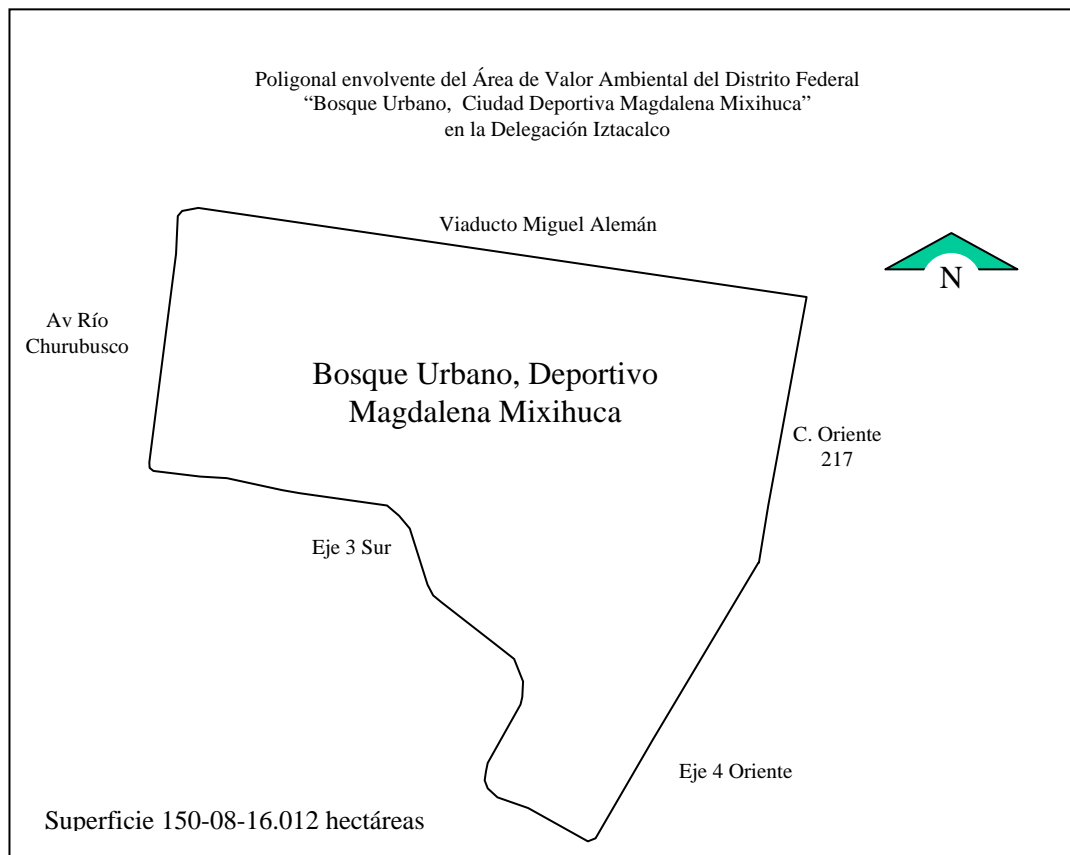 Poligonal envolvente del Área de Valor Ambiental del Distrito Federal
“Bosque Urbano, Ciudad Deportiva Magdalena Mixihuca”
en la Delegación Iztacalco
Viaducto Miguel Alemán
N
Av Río
Churubusco
Bosque Urbano, Deportivo
Magdalena Mixihuca
C. Oriente
217
Eje 3 Sur
Eje 4 Oriente
Superficie 150-08-16.012 hectáreas